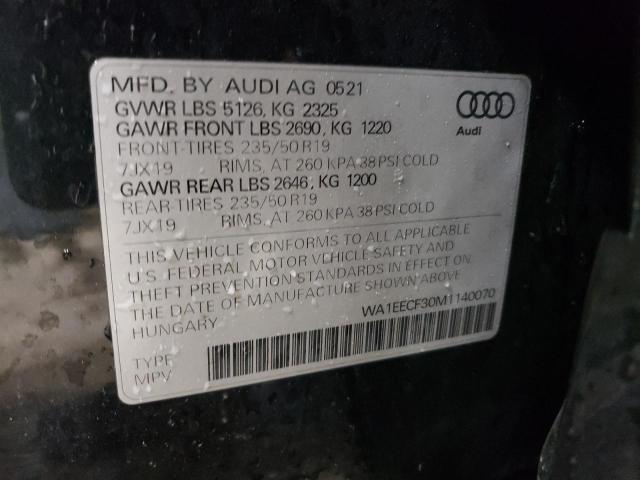 MFD. BY AUDI AG 0521
GVWR LBS 5126, KG 2325
GAWR FRONT LBS 2690, KG 1220
FRONT-TIRES 235/50 R19
7JX19 RIMS, AT 260 KPA 38 PSI COLD
GAWR REAR LBS 2646, KG 1200
REAR-TIRES 235/50 R19
7JX19 RIMS, AT 260 KPA 38 PSI COLD
Audi
THIS VEHICLE CONFORMS TO ALL APPLICABLE
U.S. FEDERAL MOTOR VEHICLE SAFETY AND
THEFT PREVENTION STANDARDS IN EFFECT ON
THE DATE OF MANUFACTURE SHOWN ABOVE
HUNGARY
WA1EECF30M1140070
TYPE
MPV